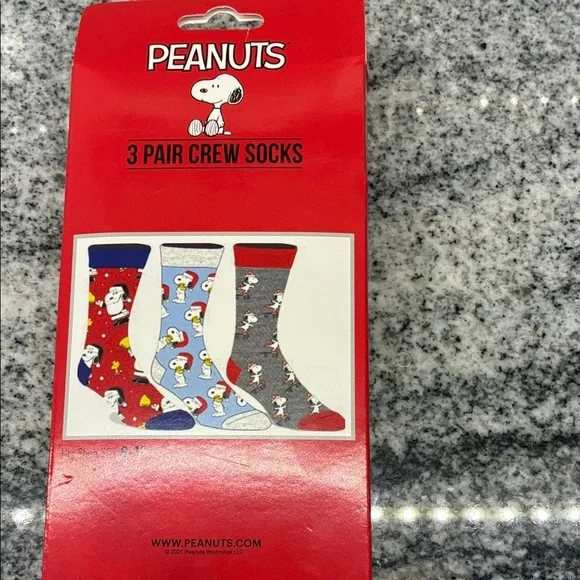 PEANUTS
3 PAIR CREW SOCKS
WWW.PEANUTS.COM
© 2021 Peanuts Worldwide LLC